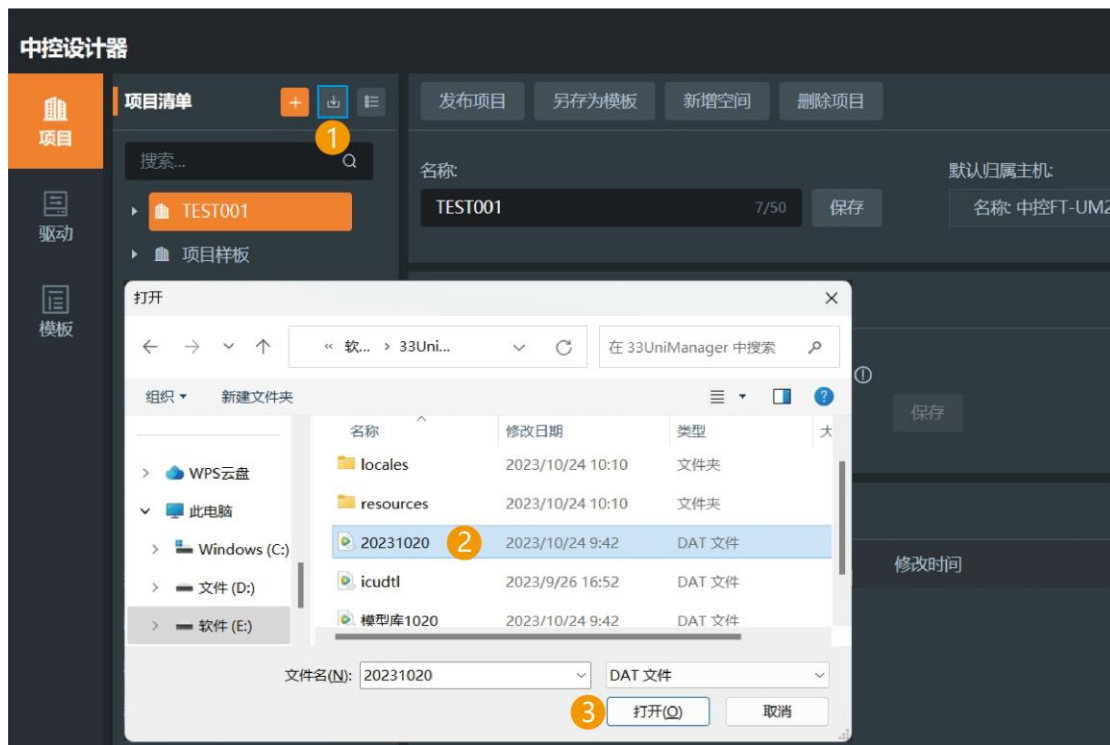 中控设计器
项目
项目清单
发布项目 另存为模板 新增空间 删除项目
1
搜索...
名称:
默认归属主机:
TEST001
TEST001 7/50 保存
名称: 中控FT-UM2
驱动
项目样板
模板
打开
« 软... › 33Uni...
在 33UniManager 中搜索
组织 新建文件夹
保存
名称 修改日期 类型 大
WPS云盘
locales 2023/10/24 10:10 文件夹
此电脑
resources 2023/10/24 10:10 文件夹
Windows (C:)
20231020 2 2023/10/24 9:42 DAT 文件
修改时间
文件 (D:)
icudtl 2023/9/26 16:52 DAT 文件
软件 (E:)
模型库1020 2023/10/24 9:42 DAT 文件
文件名(N): 20231020 DAT 文件
3 打开(O) 取消